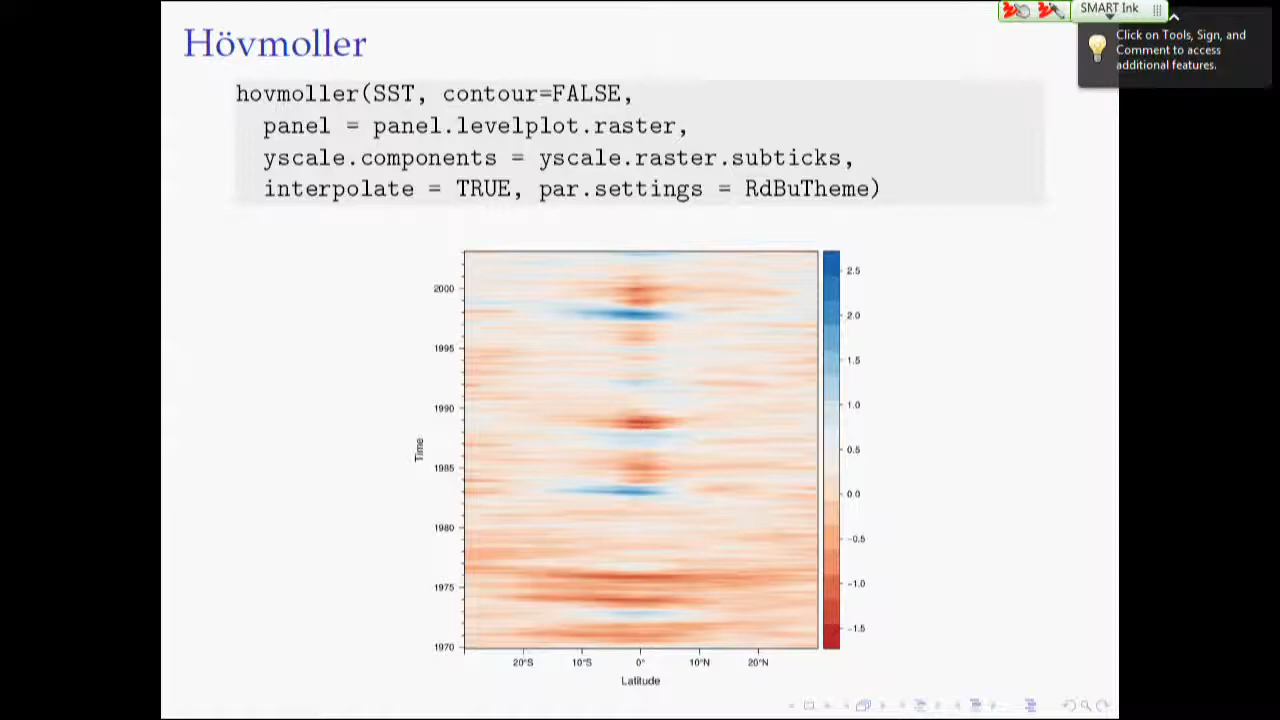 SMART Ink
Click on Tools, Sign, and
Comment to access
additional features.
Hövmoller
hovmoller(SST, contour=FALSE,
panel = panel.levelplot.raster,
yscale.components = yscale.raster.subticks,
interpolate = TRUE, par.settings = RdBuTheme)
2000
1995
1990
1985
1980
1975
1970
Time
20°S 10°S 0° 10°N 20°N
Latitude
2.5
2.0
1.5
1.0
0.5
0.0
−0.5
−1.0
−1.5